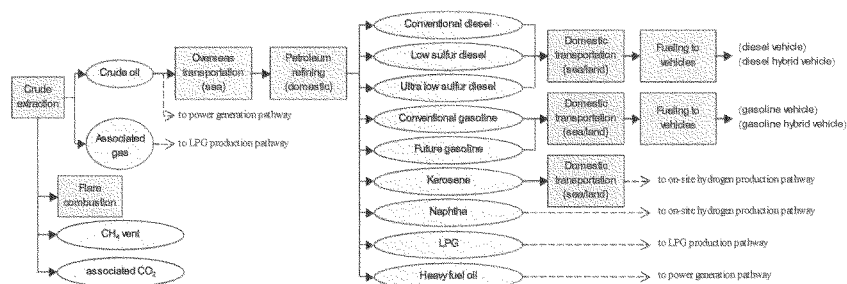 Crude
extraction
Crude oil
Associated
gas
Flare
combustion
CH₄ vent
associated CO₂
Overseas
transportation
(sea)
to power generation pathway
to LPG production pathway
Petroleum
refining
(domestic)
Conventional diesel
Low sulfur diesel
Ultra low sulfur diesel
Conventional gasoline
Future gasoline
Kerosene
Naphtha
LPG
Heavy fuel oil
Domestic
transportation
(sea/land)
Fueling to
vehicles
(diesel vehicle)
(diesel hybrid vehicle)
Domestic
transportation
(sea/land)
Fueling to
vehicles
(gasoline vehicle)
(gasoline hybrid vehicle)
Domestic
transportation
(sea/land)
to on-site hydrogen production pathway
to on-site hydrogen production pathway
to LPG production pathway
to power generation pathway